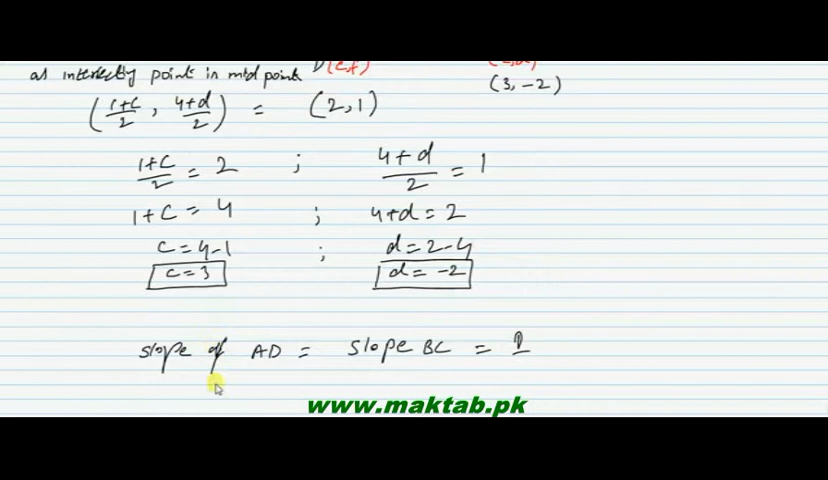 as intersecting points in mid point D(e,f)
(3,-2)
(1+c/2, 4+d/2) = (2,1)
1+c/2 = 2 ; 4+d/2 = 1
1+c = 4 ; 4+d = 2
c = 4-1 ; d = 2-4
c = 3 d = -2
slope of AD = slope BC =
www.maktab.pk